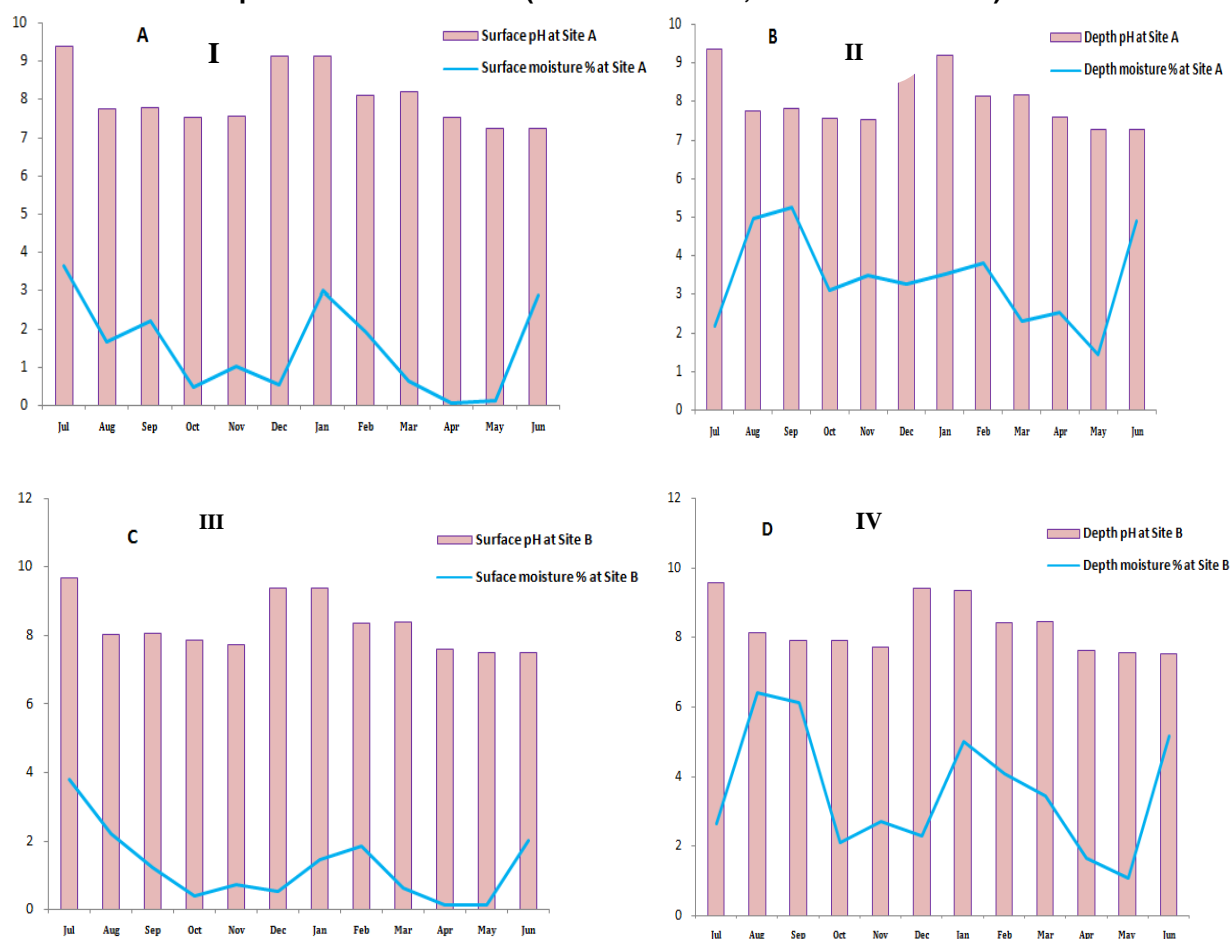 A
I
Surface pH at Site A
Surface moisture % at Site A
10
9
8
7
6
5
4
3
2
1
0
Jul Aug Sep Oct Nov Dec Jan Feb Mar Apr May Jun
B
II
Depth pH at Site A
Depth moisture % at Site A
10
9
8
7
6
5
4
3
2
1
0
Jul Aug Sep Oct Nov Dec Jan Feb Mar Apr May Jun
C
III
Surface pH at Site B
Suface moisture % at Site B
12
10
8
6
4
2
0
Jul Aug Sep Oct Nov Dec Jan Feb Mar Apr May Jun
D
IV
Depth pH at Site B
Depth moisture % at Site B
12
10
8
6
4
2
0
Jul Aug Sep Oct Nov Dec Jan Feb Mar Apr May Jun